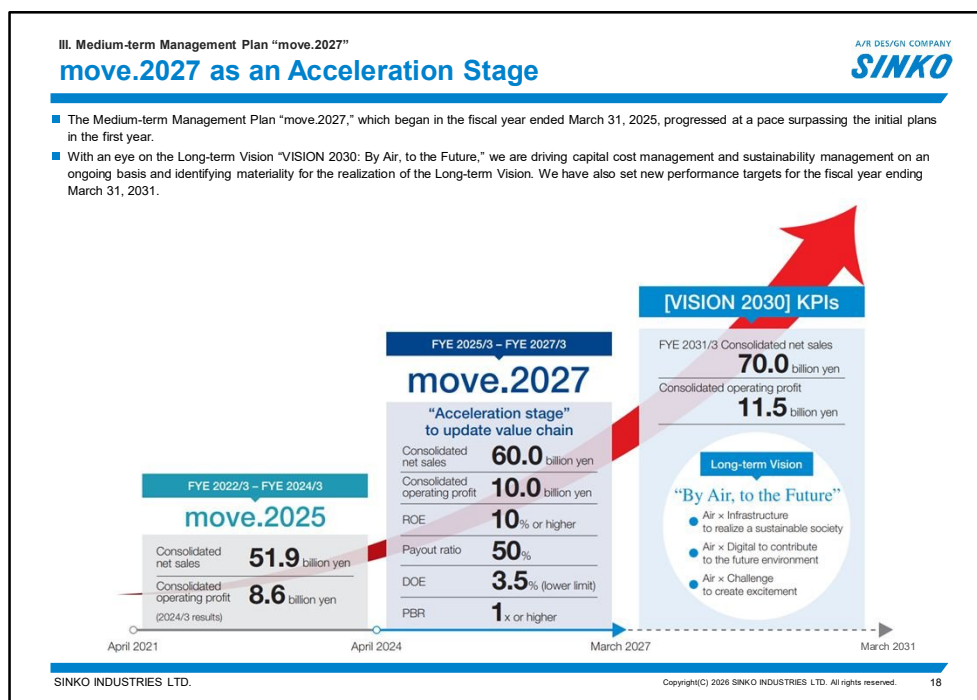 III. Medium-term Management Plan “move.2027”
move.2027 as an Acceleration Stage
A/R DES/GN COMPANY
SINKO
■ The Medium-term Management Plan “move.2027,” which began in the fiscal year ended March 31, 2025, progressed at a pace surpassing the initial plans
in the first year.
■ With an eye on the Long-term Vision “VISION 2030: By Air, to the Future,” we are driving capital cost management and sustainability management on an
ongoing basis and identifying materiality for the realization of the Long-term Vision. We have also set new performance targets for the fiscal year ending
March 31, 2031.
FYE 2022/3 – FYE 2024/3
move.2025
Consolidated
net sales 51.9 billion yen
Consolidated
operating profit 8.6 billion yen
(2024/3 results)
FYE 2025/3 – FYE 2027/3
move.2027
“Acceleration stage”
to update value chain
Consolidated
net sales 60.0 billion yen
Consolidated
operating profit 10.0 billion yen
ROE 10% or higher
Payout ratio 50%
DOE 3.5% (lower limit)
PBR 1x or higher
[VISION 2030] KPIs
FYE 2031/3 Consolidated net sales
70.0 billion yen
Consolidated operating profit
11.5 billion yen
Long-term Vision
“By Air, to the Future”
● Air × Infrastructure
to realize a sustainable society
● Air × Digital to contribute
to the future environment
● Air × Challenge
to create excitement
April 2021
April 2024
March 2027
March 2031
SINKO INDUSTRIES LTD.
Copyright(C) 2026 SINKO INDUSTRIES LTD. All rights reserved.
18